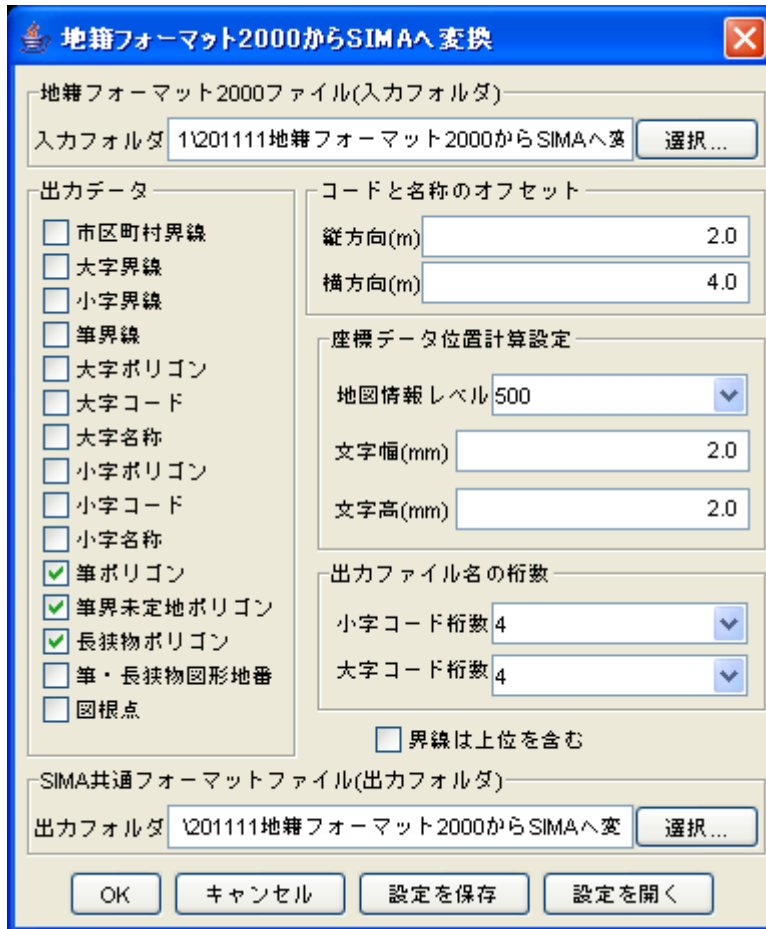 地籍フォーマット2000からSIMAへ変換
地籍フォーマット2000ファイル(入力フォルダ)
入力フォルダ 1\201111地籍フォーマット2000からSIMAへ変 選択...
出力データ
市区町村界線
大字界線
小字界線
筆界線
大字ポリゴン
大字コード
大字名称
小字ポリゴン
小字コード
小字名称
筆ポリゴン
筆界未定地ポリゴン
長狭物ポリゴン
筆・長狭物図形地番
図根点
コードと名称のオフセット
縦方向(m) 2.0
横方向(m) 4.0
座標データ位置計算設定
地図情報レベル 500
文字幅(mm) 2.0
文字高(mm) 2.0
出力ファイル名の桁数
小字コード桁数 4
大字コード桁数 4
界線は上位を含む
SIMA共通フォーマットファイル(出力フォルダ)
出力フォルダ \201111地籍フォーマット2000からSIMAへ変 選択...
OK キャンセル 設定を保存 設定を開く